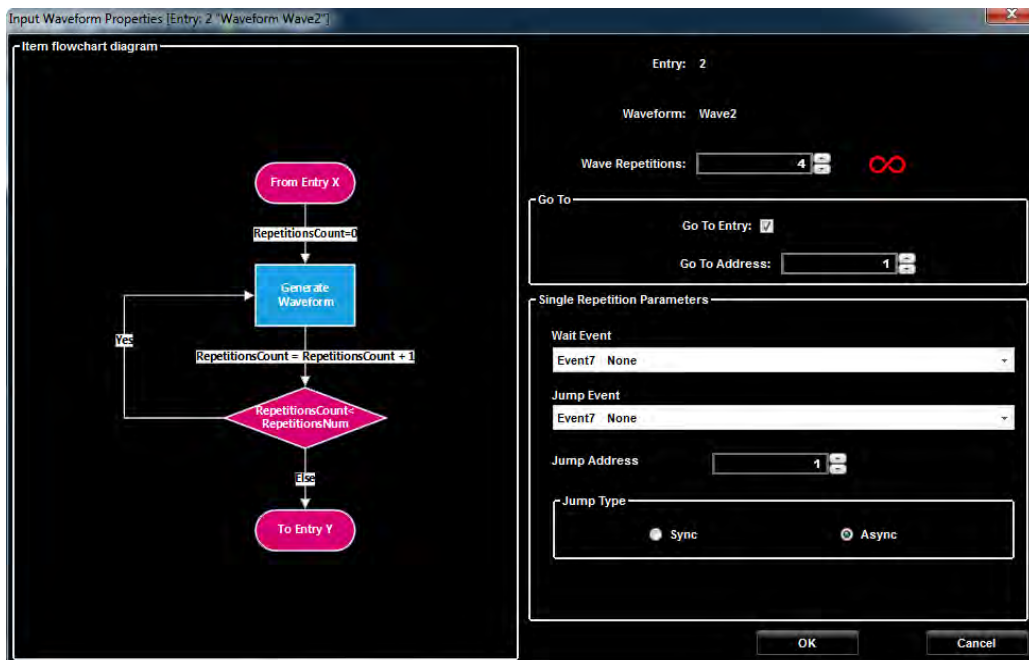 Input Waveform Properties [Entry: 2 "Waveform Wave2"]
Item flowchart diagram
From Entry X
RepetitionsCount=0
Generate
Waveform
Yes
RepetitionsCount = RepetitionsCount + 1
RepetitionsCount<
RepetitionsNum
Else
To Entry Y
Entry: 2
Waveform: Wave2
Wave Repetitions: 4
Go To
Go To Entry:
Go To Address: 1
Single Repetition Parameters
Wait Event
Event7 None
Jump Event
Event7 None
Jump Address 1
Jump Type
Sync Async
OK Cancel